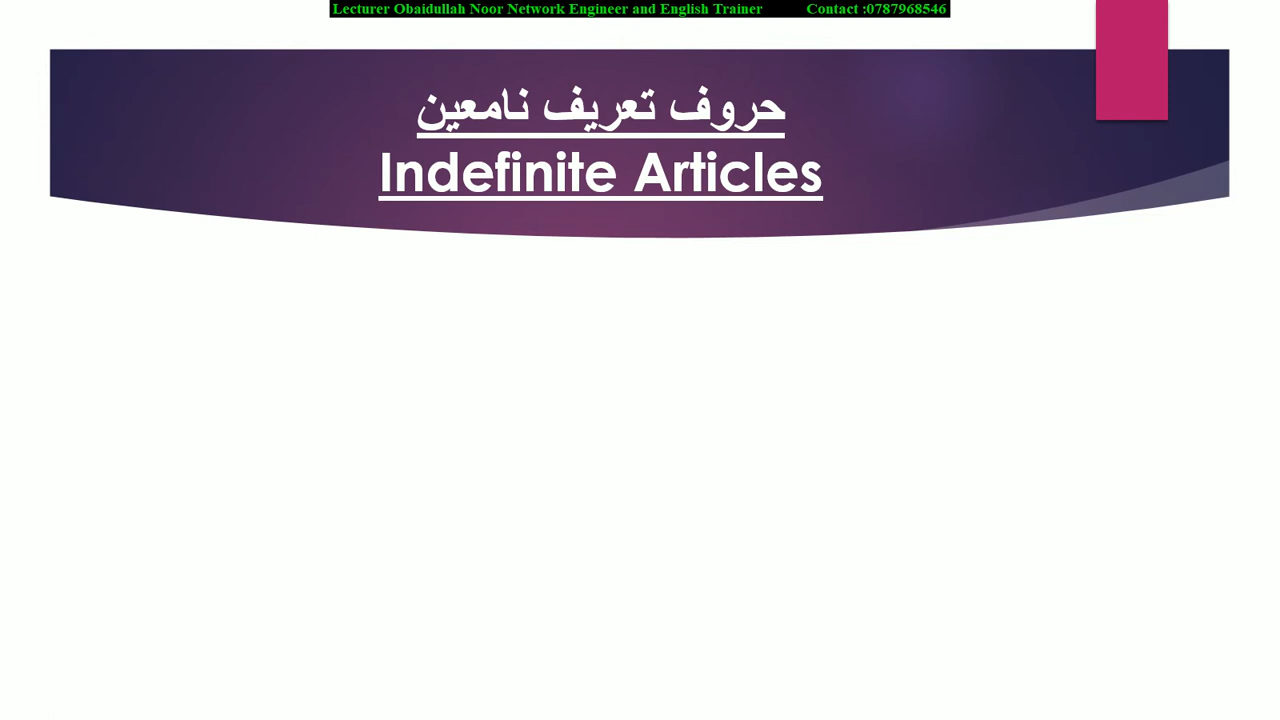 Lecturer Obaidullah Noor Network Engineer and English Trainer Contact :0787968546
حروف تعریف نامعین
Indefinite Articles